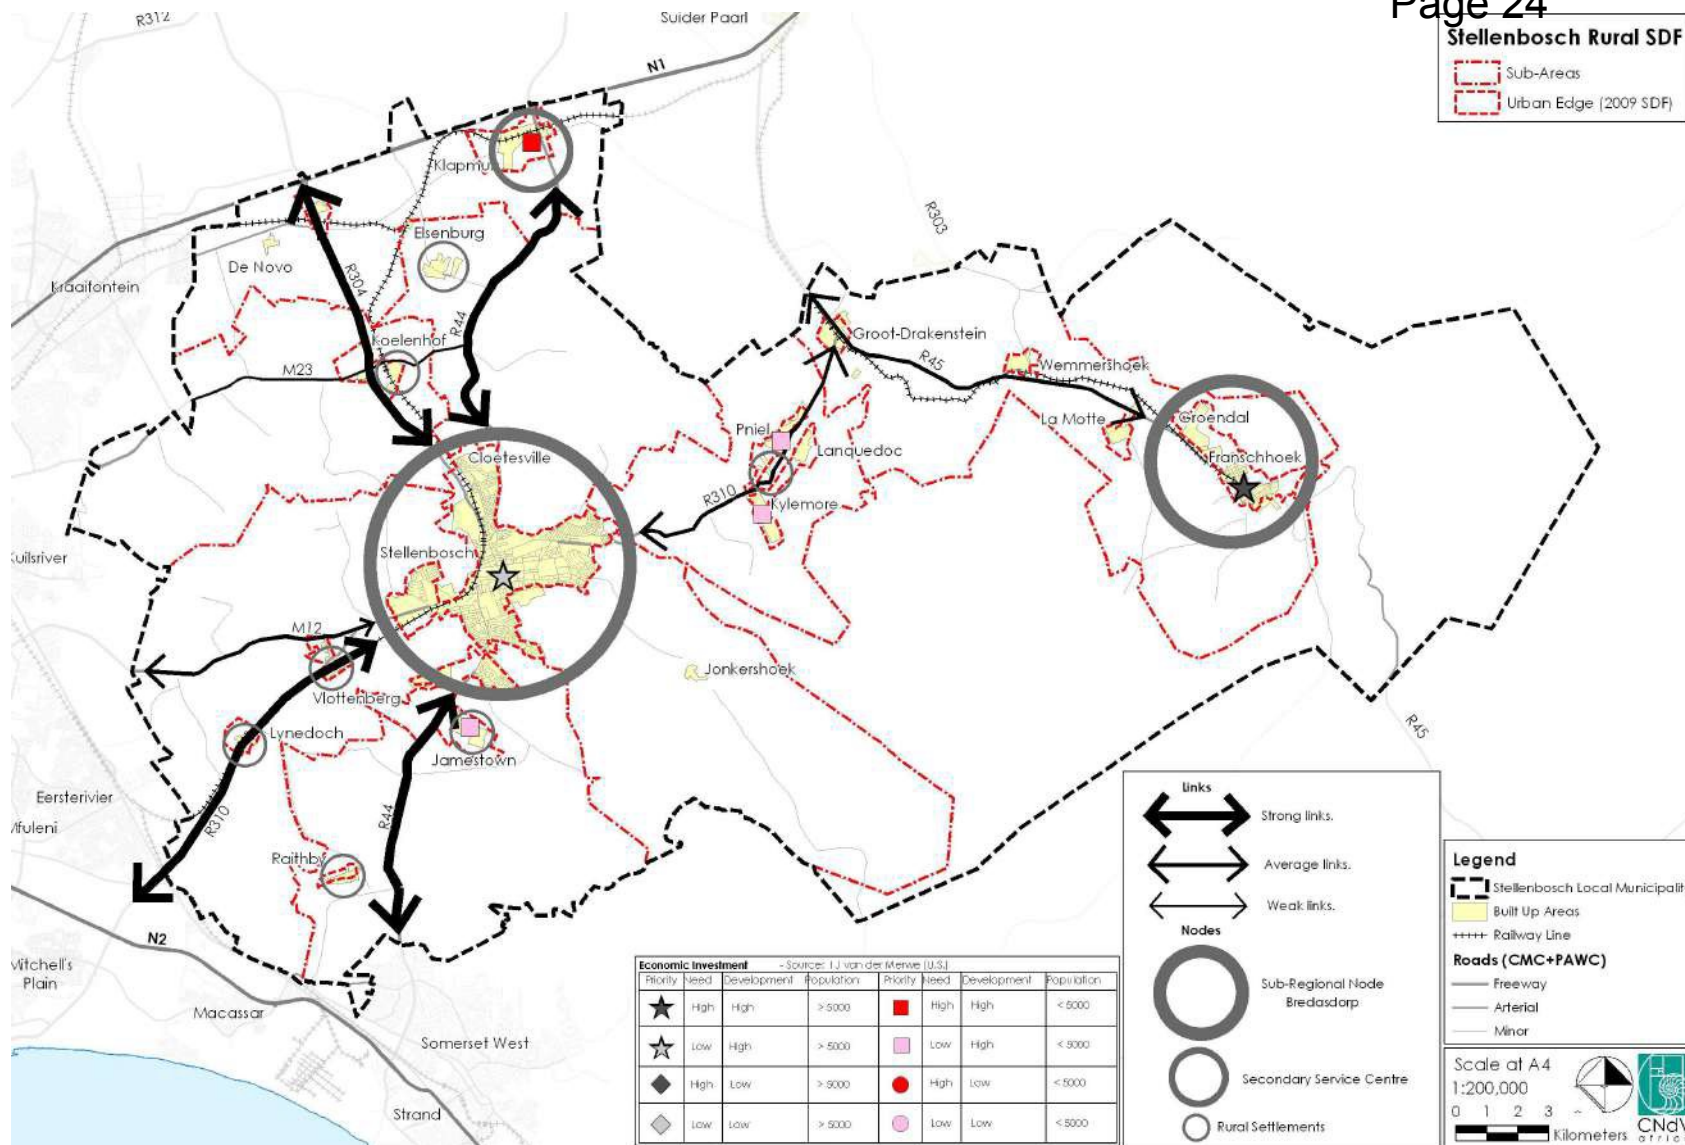 Page 24
R312
Suider Paarl
N1
Stellenbosch Rural SDF
Sub-Areas
Urban Edge (2009 SDF)
Klapmu
Elsenburg
De Novo
Kraaifontein
R304
R44
R303
Koelenhof
M23
Groot-Drakenstein
R45
Wemmershoek
La Motte
Groendal
Franschhoek
Pniel
Lanquedoc
R310
Kylemore
Cloetesville
Stellenbosch
uilsriver
M12
Vlottenberg
Lynedoch
Jonkershoek
Jamestown
R45
Eersterivier
Mfuleni
R310
R44
Raithby
N2
Mitchell's
Plain
Macassar
Somerset West
Strand
Links
Strong links.
Average links.
Weak links.
Nodes
Sub-Regional Node
Bredasdorp
Secondary Service Centre
Rural Settlements
Economic Investment - Source: I J van der Merwe (U.S.)
Priority Need Development Population Priority Need Development Population
High High > 5000 High High < 5000
Low High > 5000 Low High < 5000
High Low > 5000 High Low < 5000
Low Low > 5000 Low Low < 5000
Legend
Stellenbosch Local Municipalit
Built Up Areas
Railway Line
Roads (CMC+PAWC)
Freeway
Arterial
Minor
Scale at A4
1:200,000
0 1 2 3
Kilometers
CNdV
africa